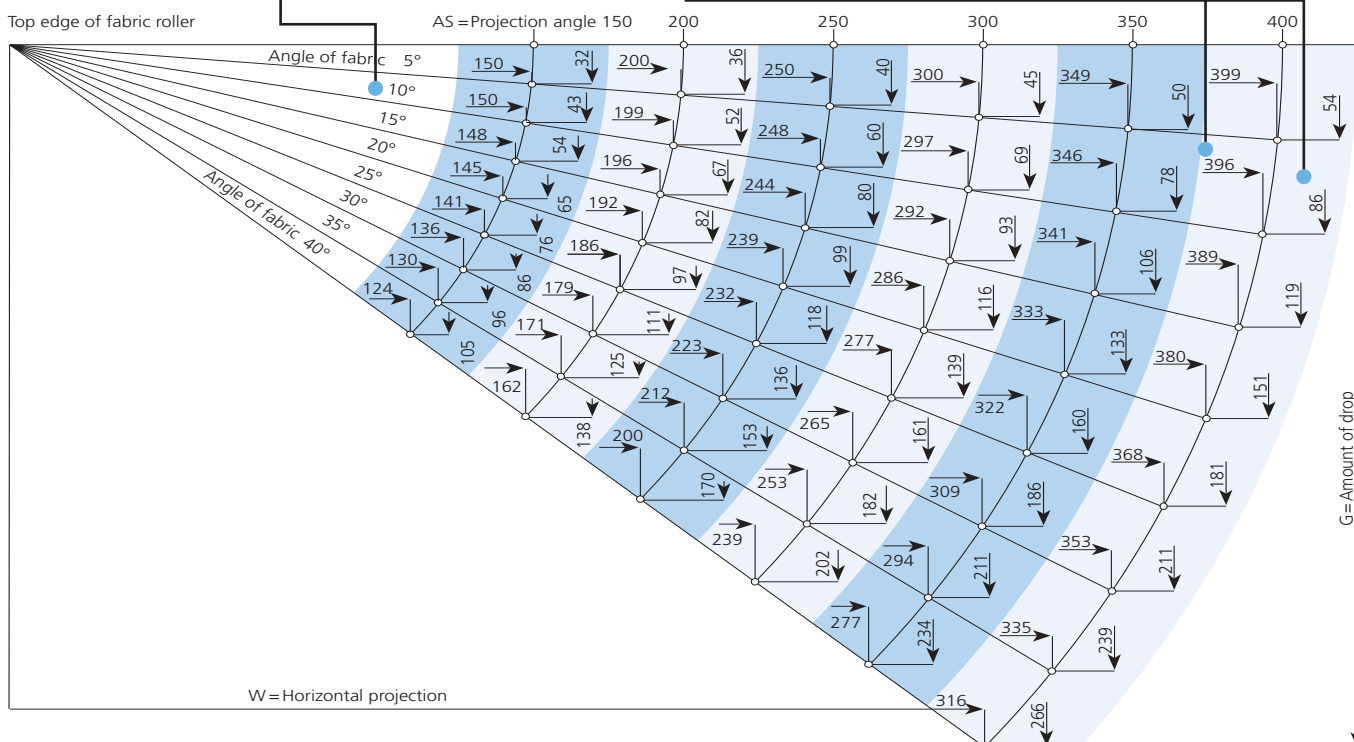 Top edge of fabric roller
AS = Projection angle 150 200 250 300 350 400
Angle of fabric 5° 150 32 200 36 250 40 300 45 349 50 399 54
10° 150 43 199 52 248 60 297 69 346 78 396 86
15° 148 54 196 67 244 80 292 93 341 106 389 119
20° 145 65 192 82 239 99 286 116 333 133 380 151
25° 141 76 186 97 232 118 277 139 322 160 368 181
30° 136 86 179 111 223 136 265 161 309 186 353 211
35° 130 96 171 125 212 153 253 182 294 211 335 239
Angle of fabric 40° 124 105 162 138 200 170 239 202 277 234 316 266
G = Amount of drop
W = Horizontal projection